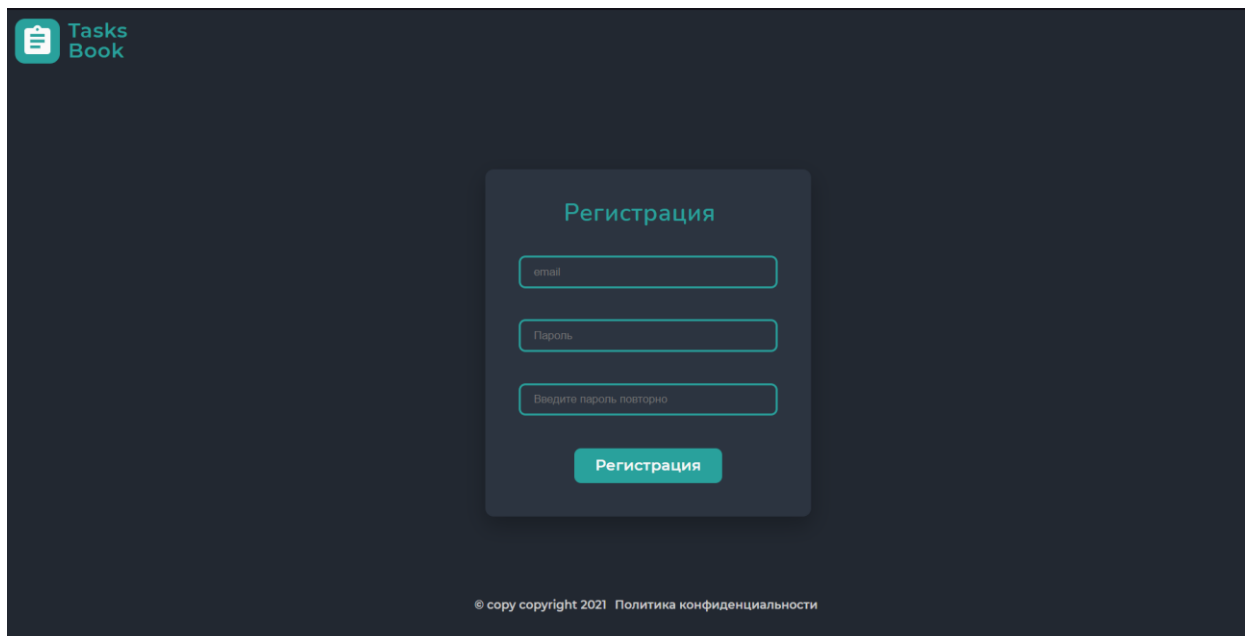 Tasks
Book
Регистрация
email
Пароль
Введите пароль повторно
Регистрация
© copy copyright 2021 Политика конфиденциальности